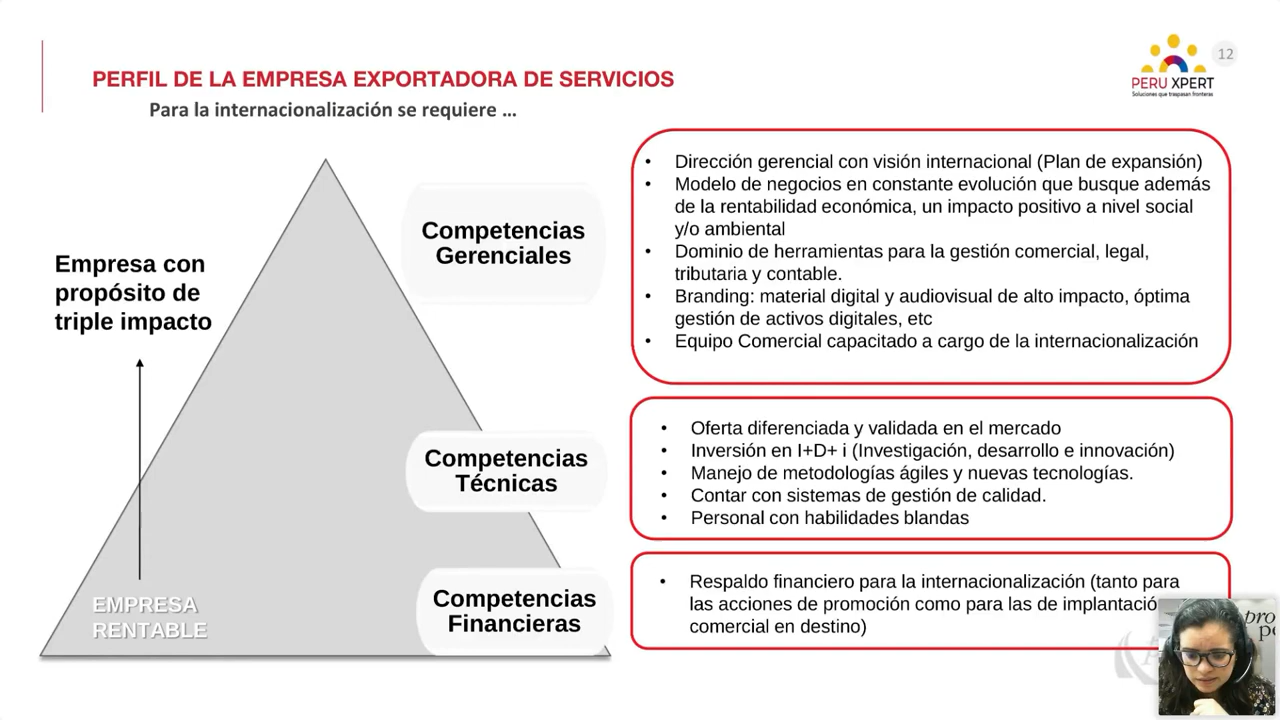 PERFIL DE LA EMPRESA EXPORTADORA DE SERVICIOS
Para la internacionalización se requiere ...
PERU XPERT
Soluciones que traspasan fronteras
12
Empresa con
propósito de
triple impacto
EMPRESA
RENTABLE
Competencias
Gerenciales
• Dirección gerencial con visión internacional (Plan de expansión)
• Modelo de negocios en constante evolución que busque además
de la rentabilidad económica, un impacto positivo a nivel social
y/o ambiental
• Dominio de herramientas para la gestión comercial, legal,
tributaria y contable.
• Branding: material digital y audiovisual de alto impacto, óptima
gestión de activos digitales, etc
• Equipo Comercial capacitado a cargo de la internacionalización
Competencias
Técnicas
• Oferta diferenciada y validada en el mercado
• Inversión en I+D+ i (Investigación, desarrollo e innovación)
• Manejo de metodologías ágiles y nuevas tecnologías.
• Contar con sistemas de gestión de calidad.
• Personal con habilidades blandas
Competencias
Financieras
• Respaldo financiero para la internacionalización (tanto para
las acciones de promoción como para las de implantació
comercial en destino)